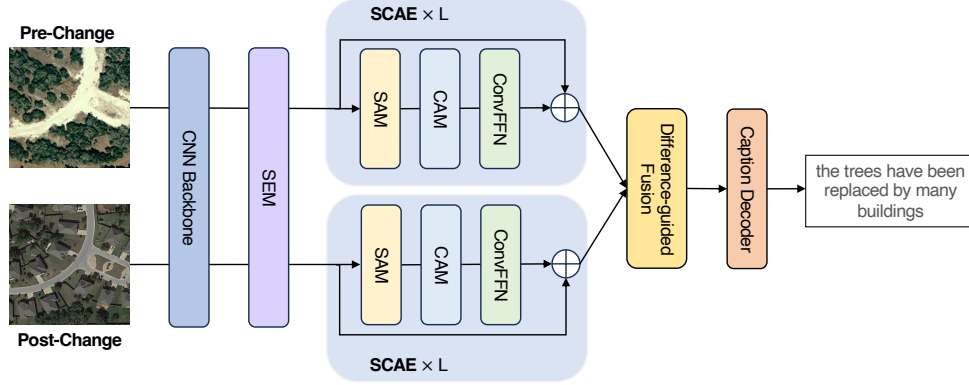 SCAE × L
Pre-Change
CNN Backbone
SEM
SAM
CAM
ConvFFN
SAM
CAM
ConvFFN
Difference-guided
Fusion
Caption Decoder
the trees have been
replaced by many
buildings
Post-Change
SCAE × L